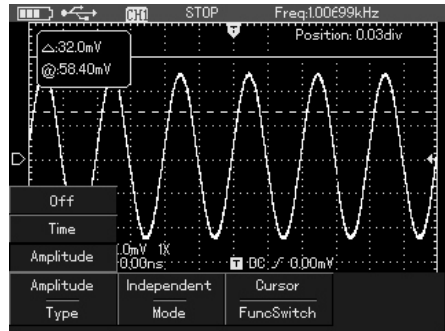 CH1 STOP Freq:1.00699kHz
Position: 0.03div
△:32.0mV
@:58.40mV
Off
Time
Amplitude
.0mV 1X
0.00ns
T DC 0.00mV
Amplitude Independent Cursor
Type Mode FuncSwitch